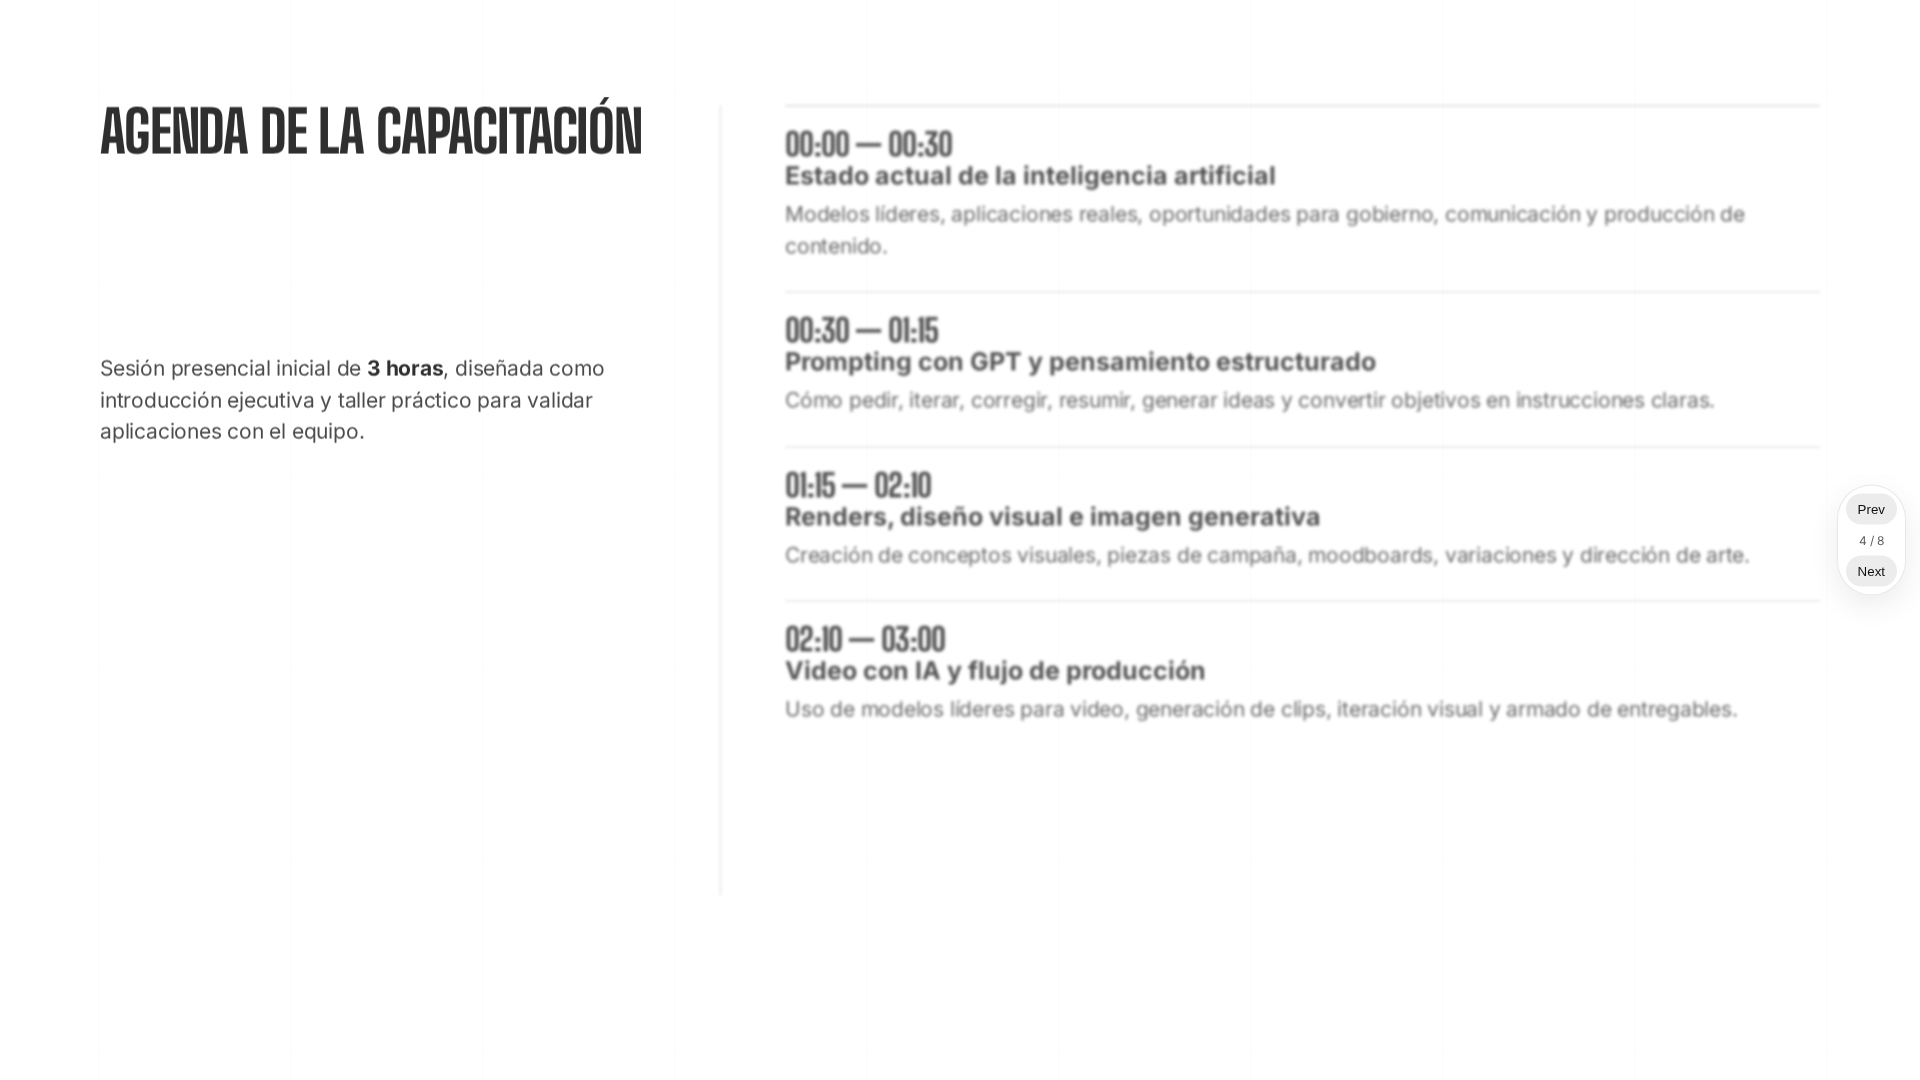 AGENDA DE LA CAPACITACIÓN
Sesión presencial inicial de 3 horas, diseñada como
introducción ejecutiva y taller práctico para validar
aplicaciones con el equipo.
00:00 — 00:30
Estado actual de la inteligencia artificial
Modelos líderes, aplicaciones reales, oportunidades para gobierno, comunicación y producción de
contenido.
00:30 — 01:15
Prompting con GPT y pensamiento estructurado
Cómo pedir, iterar, corregir, resumir, generar ideas y convertir objetivos en instrucciones claras.
01:15 — 02:10
Renders, diseño visual e imagen generativa
Creación de conceptos visuales, piezas de campaña, moodboards, variaciones y dirección de arte.
02:10 — 03:00
Video con IA y flujo de producción
Uso de modelos líderes para video, generación de clips, iteración visual y armado de entregables.
Prev
4 / 8
Next